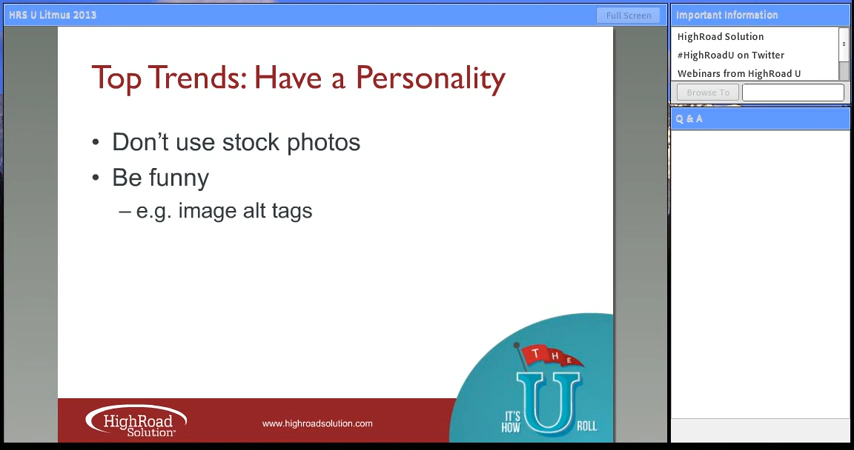 HRS U Litmus 2013
Full Screen
Top Trends: Have a Personality
• Don't use stock photos
• Be funny
– e.g. image alt tags
HighRoad
Solution
www.highroadsolution.com
THE
U
IT'S
HOW
ROLL
Important Information
HighRoad Solution
#HighRoadU on Twitter
Webinars from HighRoad U
Browse To
Q & A